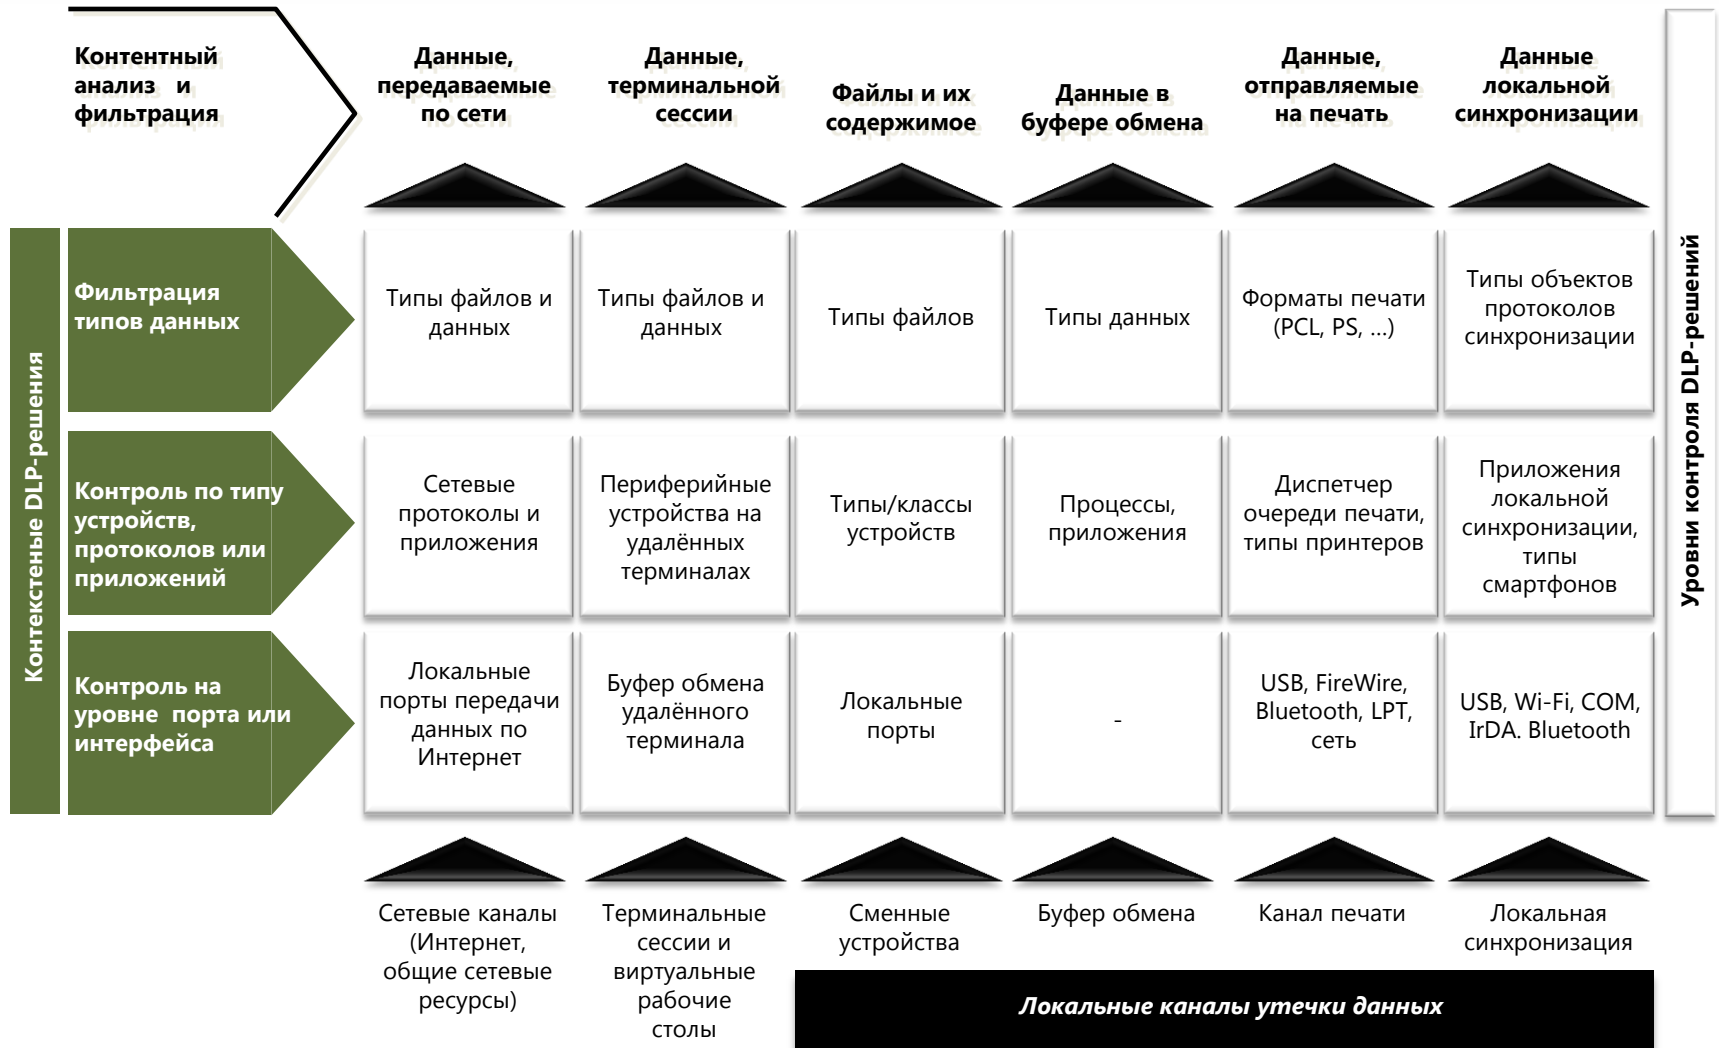 Контентный
анализ и
фильтрация
Данные,
передаваемые
по сети
Данные,
терминальной
сессии
Файлы и их
содержимое
Данные в
буфере обмена
Данные,
отправляемые
на печать
Данные
локальной
синхронизации
Уровни контроля DLP-решений
Контекстеные DLP-решения
Фильтрация
типов данных
Типы файлов и
данных
Типы файлов и
данных
Типы файлов
Типы данных
Форматы печати
(PCL, PS, ...)
Типы объектов
протоколов
синхронизации
Контроль по типу
устройств,
протоколов или
приложений
Сетевые
протоколы и
приложения
Периферийные
устройства на
удалённых
терминалах
Типы/классы
устройств
Процессы,
приложения
Диспетчер
очереди печати,
типы принтеров
Приложения
локальной
синхронизации,
типы
смартфонов
Контроль на
уровне порта или
интерфейса
Локальные
порты передачи
данных по
Интернет
Буфер обмена
удалённого
терминала
Локальные
порты
-
USB, FireWire,
Bluetooth, LPT,
сеть
USB, Wi-Fi, COM,
IrDA. Bluetooth
Сетевые каналы
(Интернет,
общие сетевые
ресурсы)
Терминальные
сессии и
виртуальные
рабочие
столы
Сменные
устройства
Буфер обмена
Канал печати
Локальная
синхронизация
Локальные каналы утечки данных